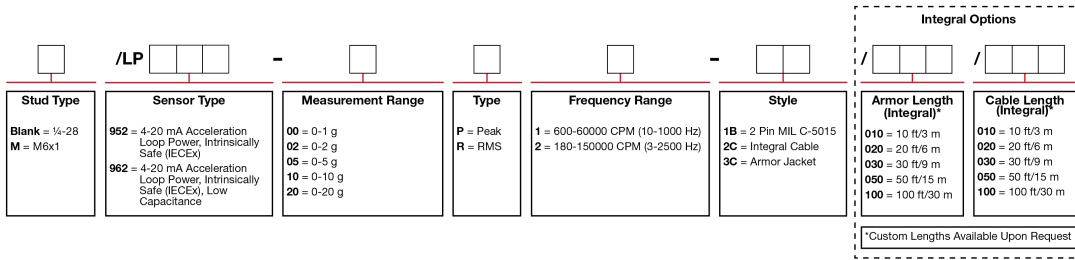 Integral Options
/LP
-
-
/
/
Stud Type
Blank = ¼-28
M = M6x1
Sensor Type
952 = 4-20 mA Acceleration
Loop Power, Intrinsically
Safe (IECEx)
962 = 4-20 mA Acceleration
Loop Power, Intrinsically
Safe (IECEx), Low
Capacitance
Measurement Range
00 = 0-1 g
02 = 0-2 g
05 = 0-5 g
10 = 0-10 g
20 = 0-20 g
Type
P = Peak
R = RMS
Frequency Range
1 = 600-60000 CPM (10-1000 Hz)
2 = 180-150000 CPM (3-2500 Hz)
Style
1B = 2 Pin MIL C-5015
2C = Integral Cable
3C = Armor Jacket
Armor Length
(Integral)*
010 = 10 ft/3 m
020 = 20 ft/6 m
030 = 30 ft/9 m
050 = 50 ft/15 m
100 = 100 ft/30 m
Cable Length
(Integral)*
010 = 10 ft/3 m
020 = 20 ft/6 m
030 = 30 ft/9 m
050 = 50 ft/15 m
100 = 100 ft/30 m
*Custom Lengths Available Upon Request